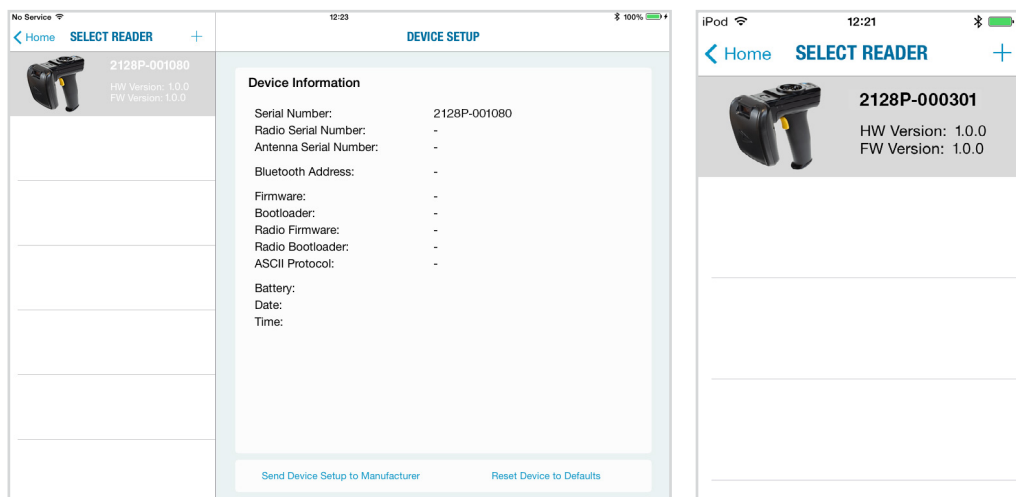 No Service 12:23 100%
Home SELECT READER + DEVICE SETUP
2128P-001080
HW Version: 1.0.0
FW Version: 1.0.0
Device Information
Serial Number: 2128P-001080
Radio Serial Number: -
Antenna Serial Number: -
Bluetooth Address: -
Firmware: -
Bootloader: -
Radio Firmware: -
Radio Bootloader: -
ASCII Protocol: -
Battery:
Date:
Time:
Send Device Setup to Manufacturer Reset Device to Defaults
iPod 12:21
Home SELECT READER +
2128P-000301
HW Version: 1.0.0
FW Version: 1.0.0